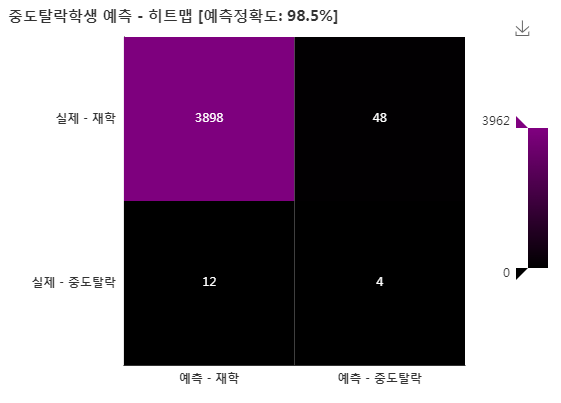 중도탈락학생 예측 - 히트맵 [예측정확도: 98.5%]
실제 - 재학
3898
48
3962
실제 - 중도탈락
12
4
0
예측 - 재학
예측 - 중도탈락